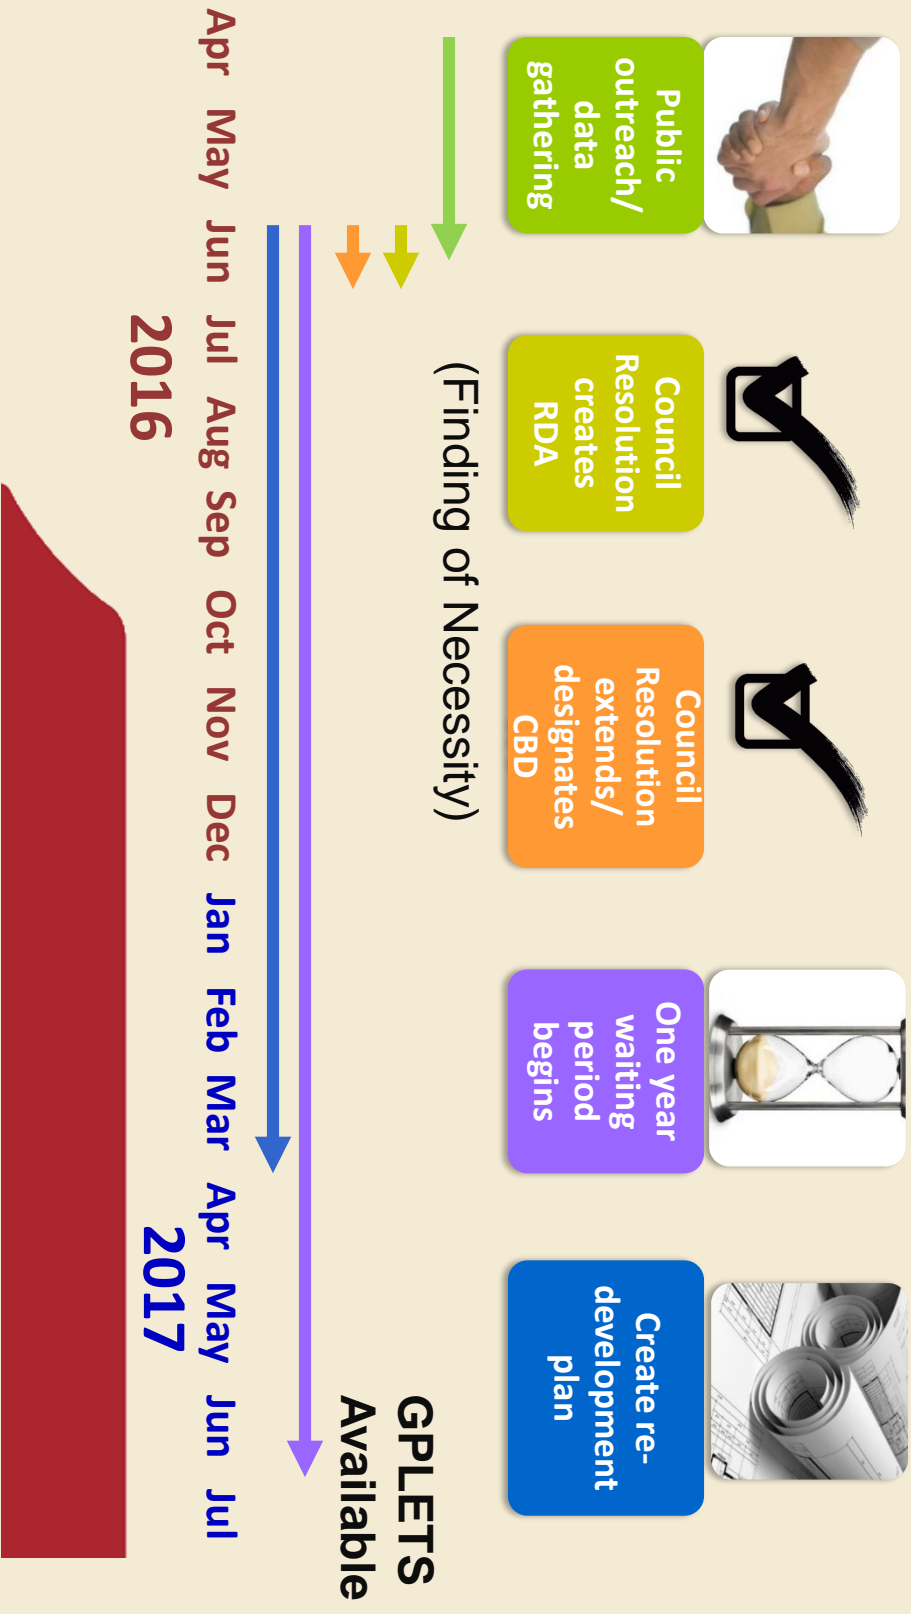 Public
outreach/
data
gathering
Council
Resolution
creates
RDA
Council
Resolution
extends/
designates
CBD
One year
waiting
period
begins
Create re-
development
plan
(Finding of Necessity)
GPLETS
Available
Apr May Jun Jul Aug Sep Oct Nov Dec Jan Feb Mar Apr May Jun Jul
2016
2017